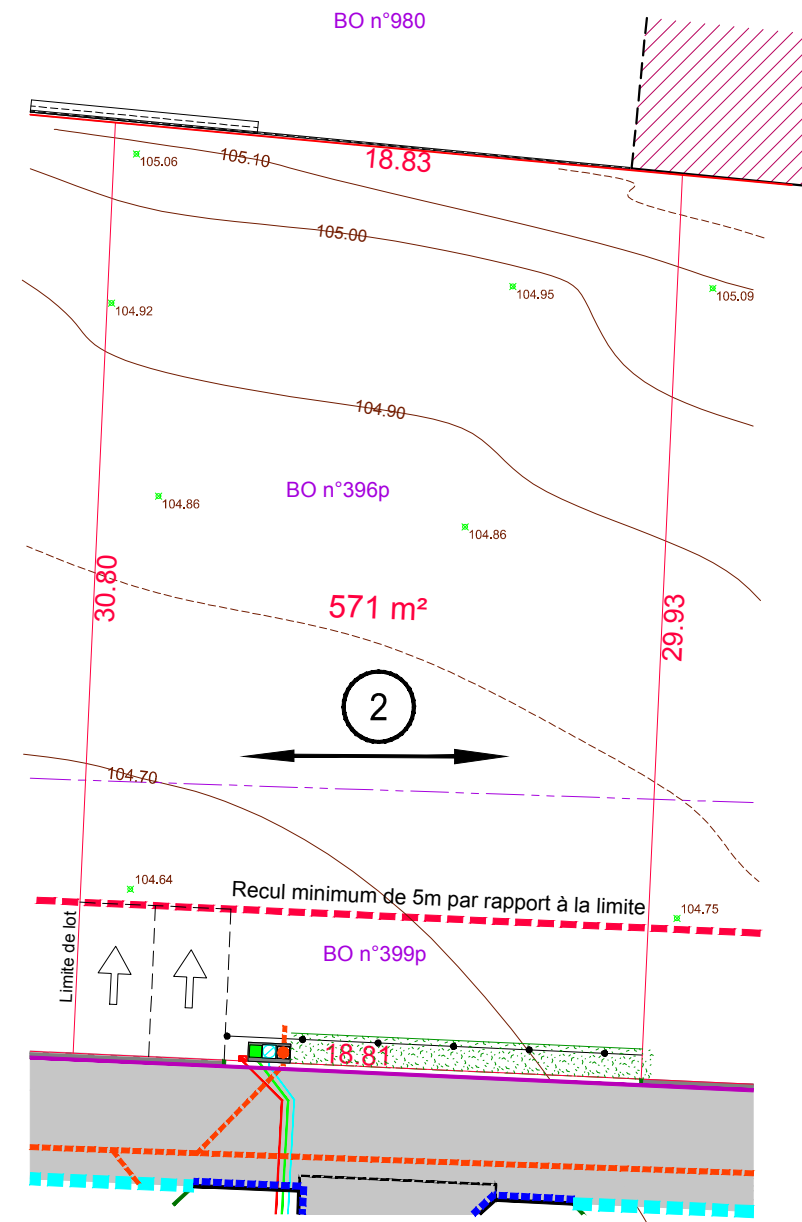 BO n°980
105.06
105.10
18.83
105.00
104.92
104.95
105.09
104.90
BO n°396p
104.86
104.86
30.80
571 m²
29.93
2
104.70
104.64
Recul minimum de 5m par rapport à la limite
104.75
Limite de lot
BO n°399p
18.81